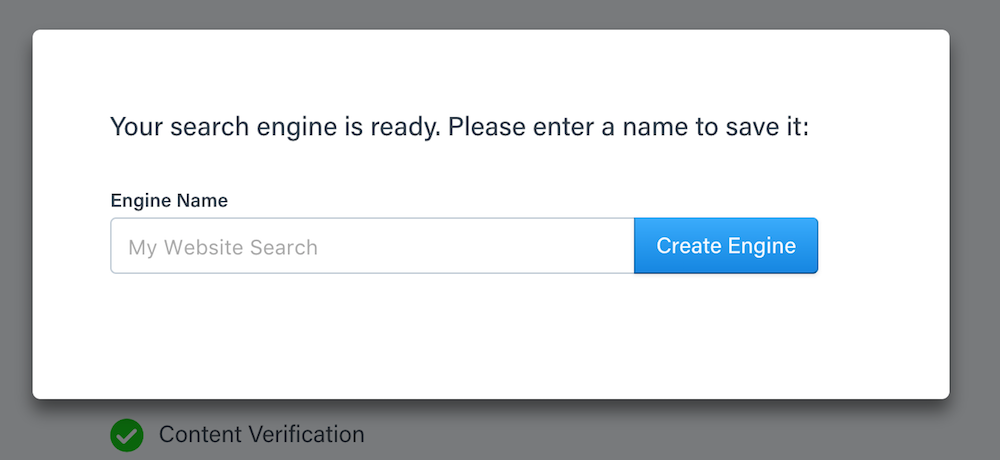 Your search engine is ready. Please enter a name to save it:
Engine Name
My Website Search
Create Engine
Content Verification